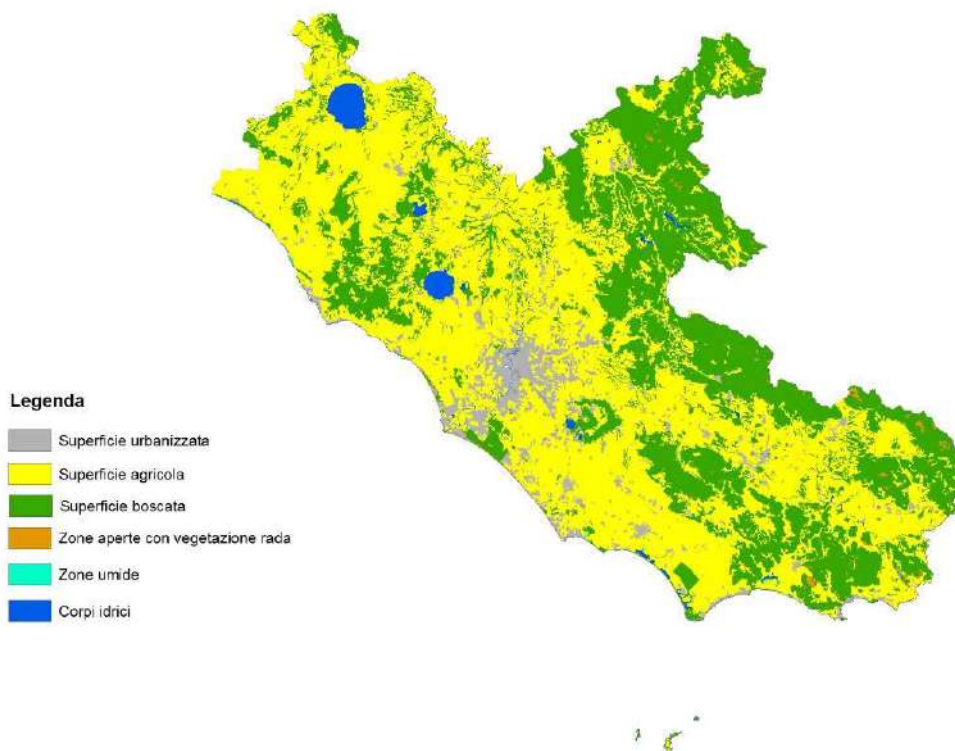 Legenda
Superficie urbanizzata
Superficie agricola
Superficie boscata
Zone aperte con vegetazione rada
Zone umide
Corpi idrici